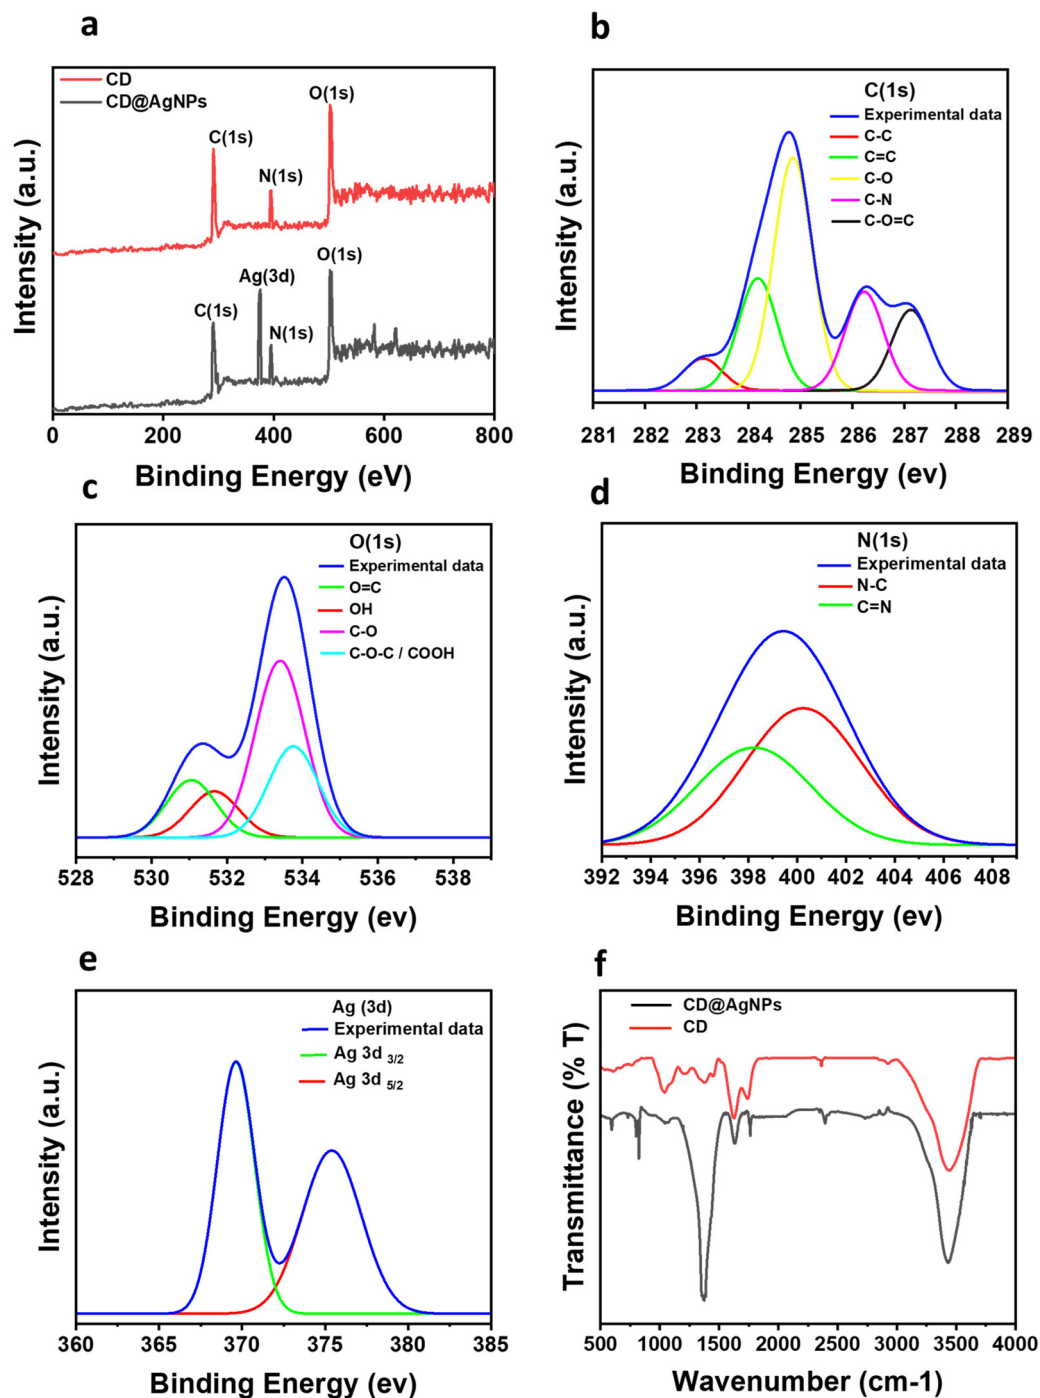 a
CD
CD@AgNPs
O(1s)
C(1s)
N(1s)
O(1s)
Ag(3d)
C(1s)
N(1s)
Intensity (a.u.)
0 200 400 600 800
Binding Energy (eV)
b
C(1s)
Experimental data
C-C
C=C
C-O
C-N
C-O=C
Intensity (a.u.)
281 282 283 284 285 286 287 288 289
Binding Energy (ev)
c
O(1s)
Experimental data
O=C
OH
C-O
C-O-C / COOH
Intensity (a.u.)
528 530 532 534 536 538
Binding Energy (ev)
d
N(1s)
Experimental data
N-C
C=N
Intensity (a.u.)
392 394 396 398 400 402 404 406 408
Binding Energy (ev)
e
Ag (3d)
Experimental data
Ag 3d 3/2
Ag 3d 5/2
Intensity (a.u.)
360 365 370 375 380 385
Binding Energy (ev)
f
CD@AgNPs
CD
Transmittance (% T)
500 1000 1500 2000 2500 3000 3500 4000
Wavenumber (cm-1)